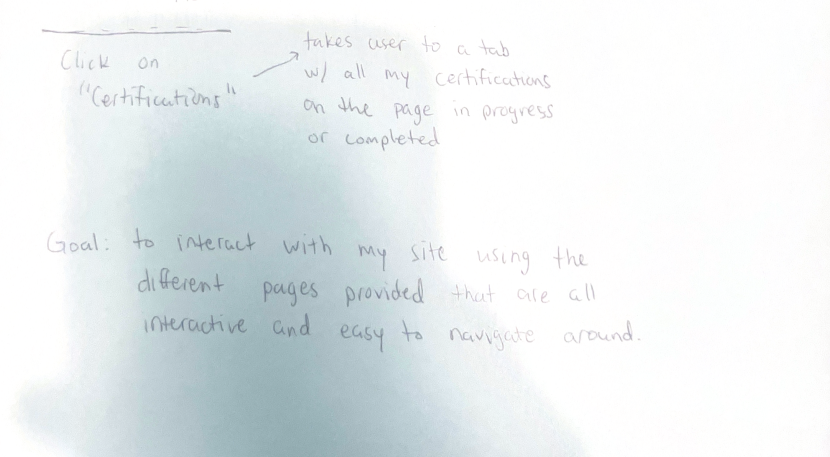 Click on
"Certifications"
takes user to a tab
w/ all my certifications
on the page in progress
or completed
Goal: to interact with my site using the
different pages provided that are all
interactive and easy to navigate around.